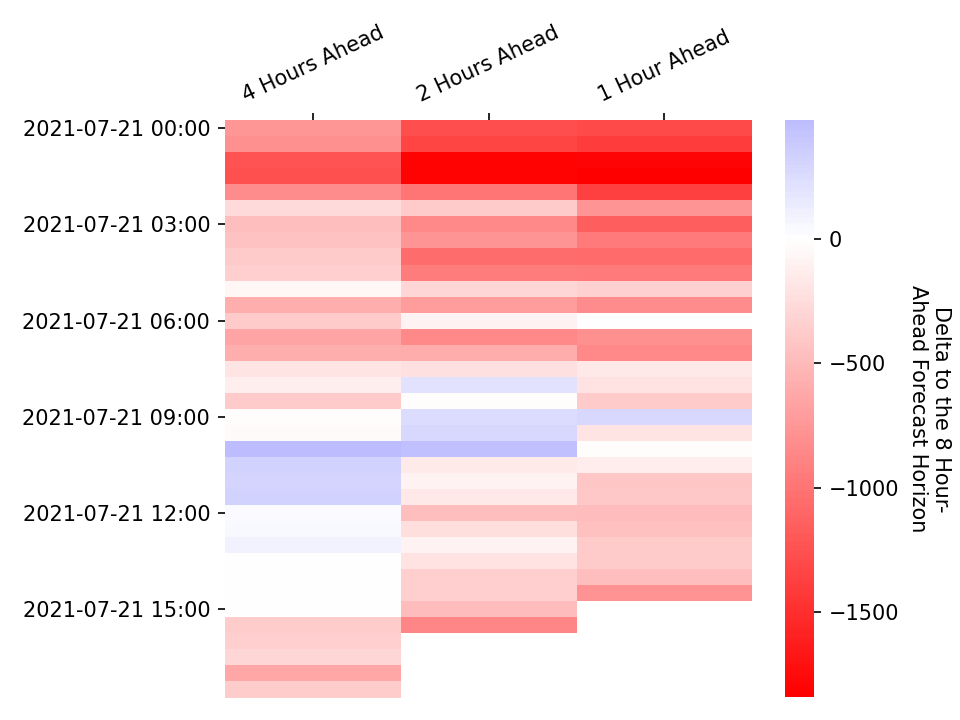 4 Hours Ahead
2 Hours Ahead
1 Hour Ahead
2021-07-21 00:00
2021-07-21 03:00
2021-07-21 06:00
2021-07-21 09:00
2021-07-21 12:00
2021-07-21 15:00
0
−500
−1000
−1500
Delta to the 8 Hour-
Ahead Forecast Horizon